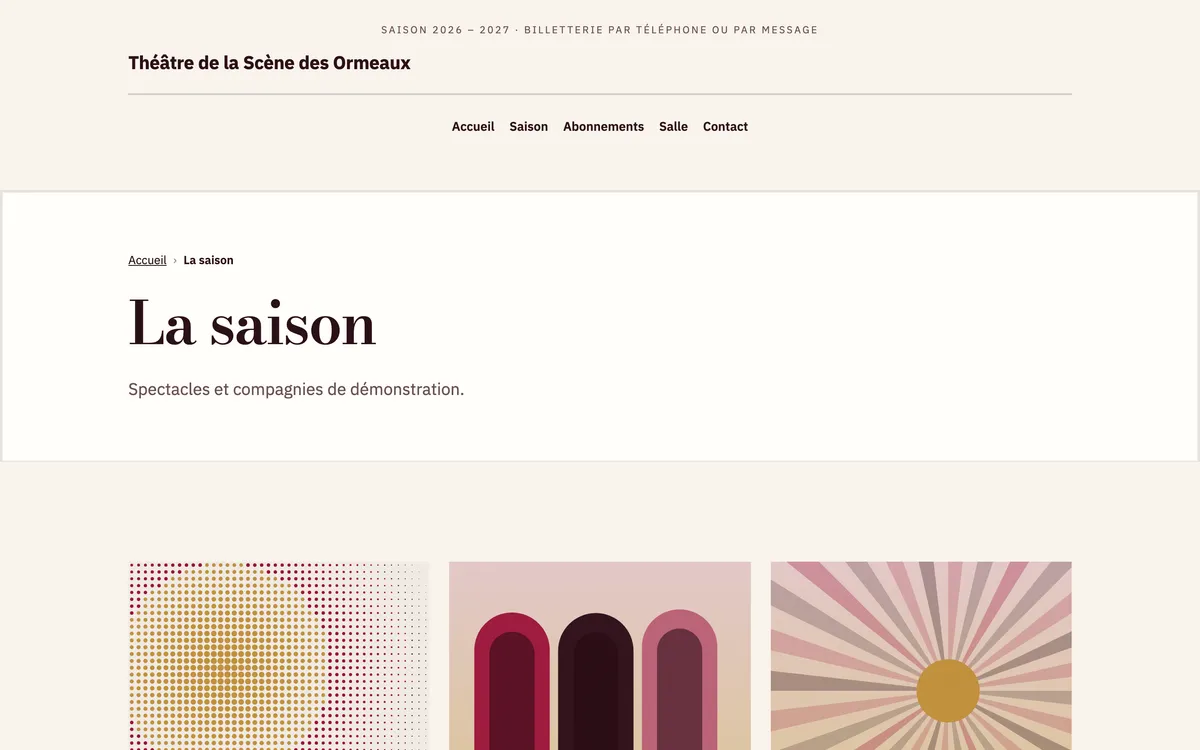 SAISON 2026 – 2027 · BILLETTERIE PAR TÉLÉPHONE OU PAR MESSAGE
Théâtre de la Scène des Ormeaux
Accueil Saison Abonnements Salle Contact
Accueil › La saison
La saison
Spectacles et compagnies de démonstration.